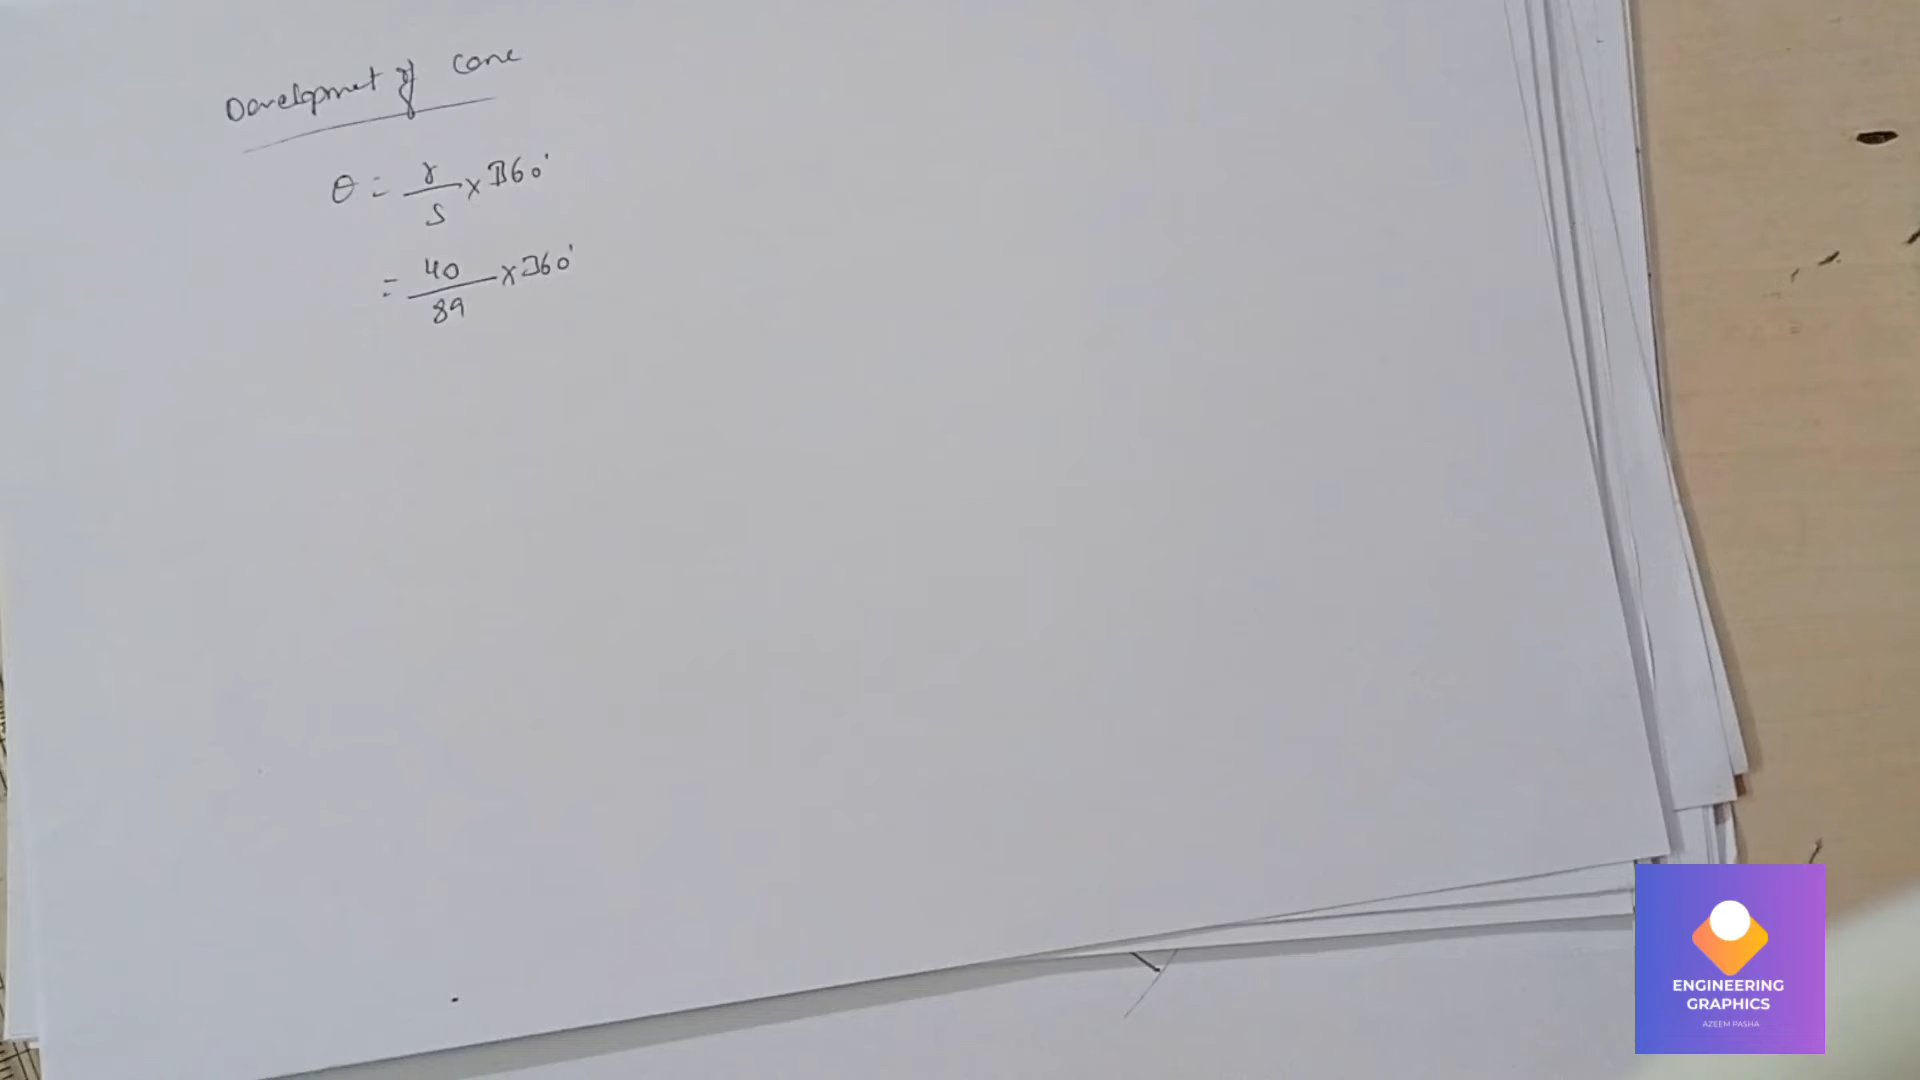 Development of cone
θ = r/s × 360°
= 40/89 × 360°
ENGINEERING
GRAPHICS
AZEEM PASHA